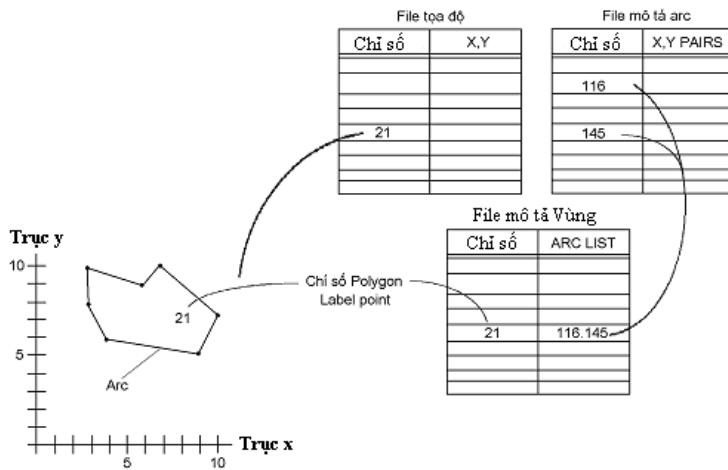 File tọa độ
Chỉ số X,Y
21
File mô tả arc
Chỉ số X,Y PAIRS
116
145
File mô tả Vùng
Chỉ số ARC LIST
21 116.145
Chỉ số Polygon
Label point
Trục y
10
5
21
Arc
5 10
Trục x